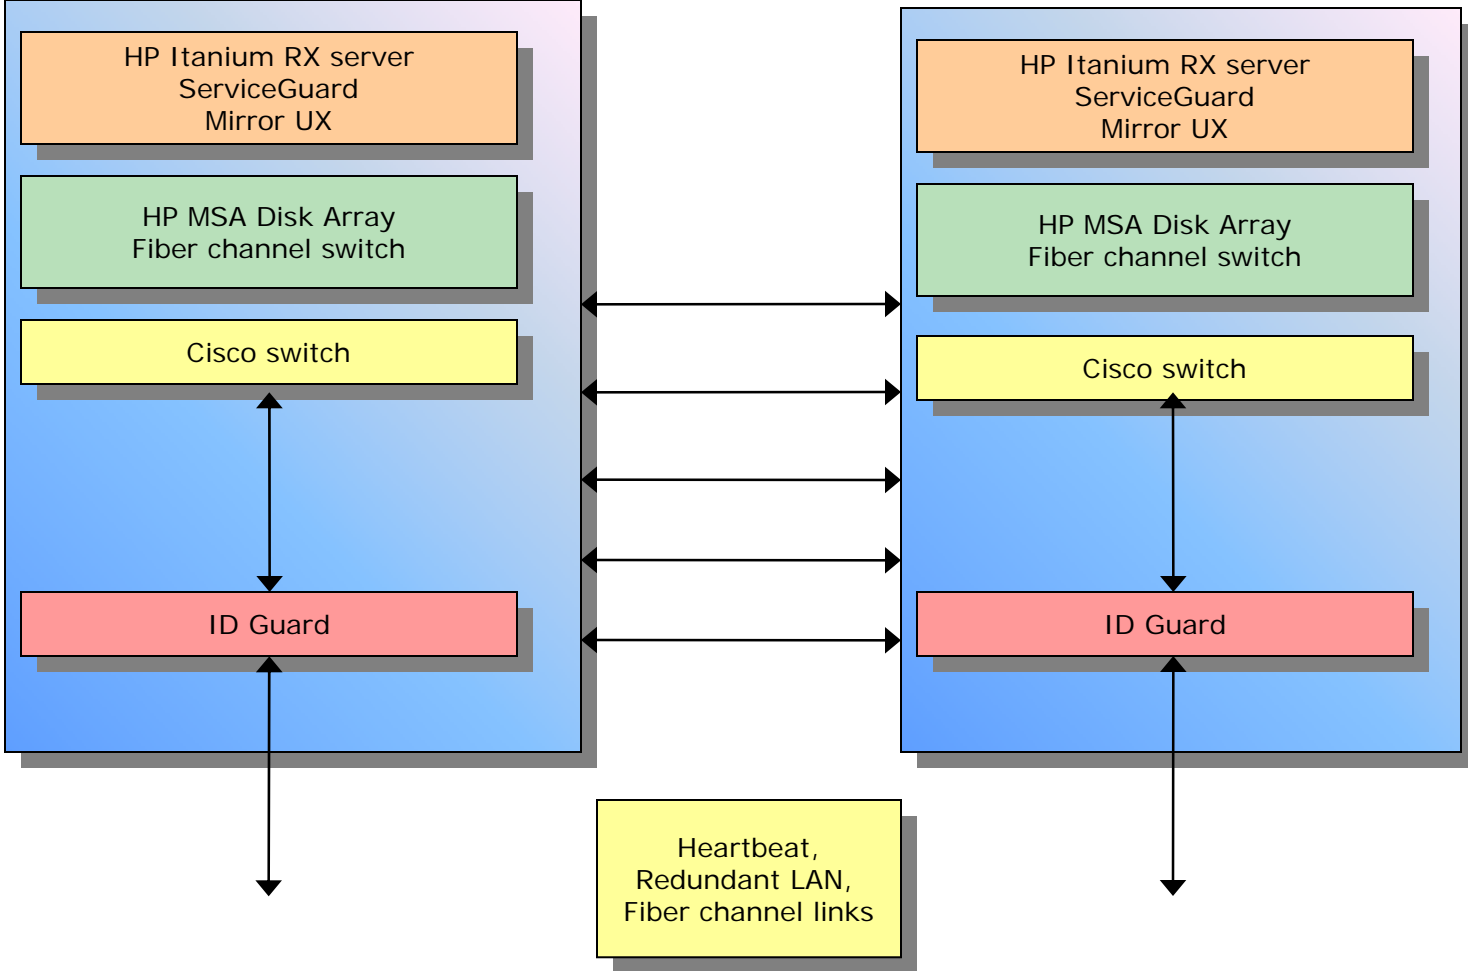 HP Itanium RX server
ServiceGuard
Mirror UX
HP MSA Disk Array
Fiber channel switch
Cisco switch
ID Guard
HP Itanium RX server
ServiceGuard
Mirror UX
HP MSA Disk Array
Fiber channel switch
Cisco switch
ID Guard
Heartbeat,
Redundant LAN,
Fiber channel links